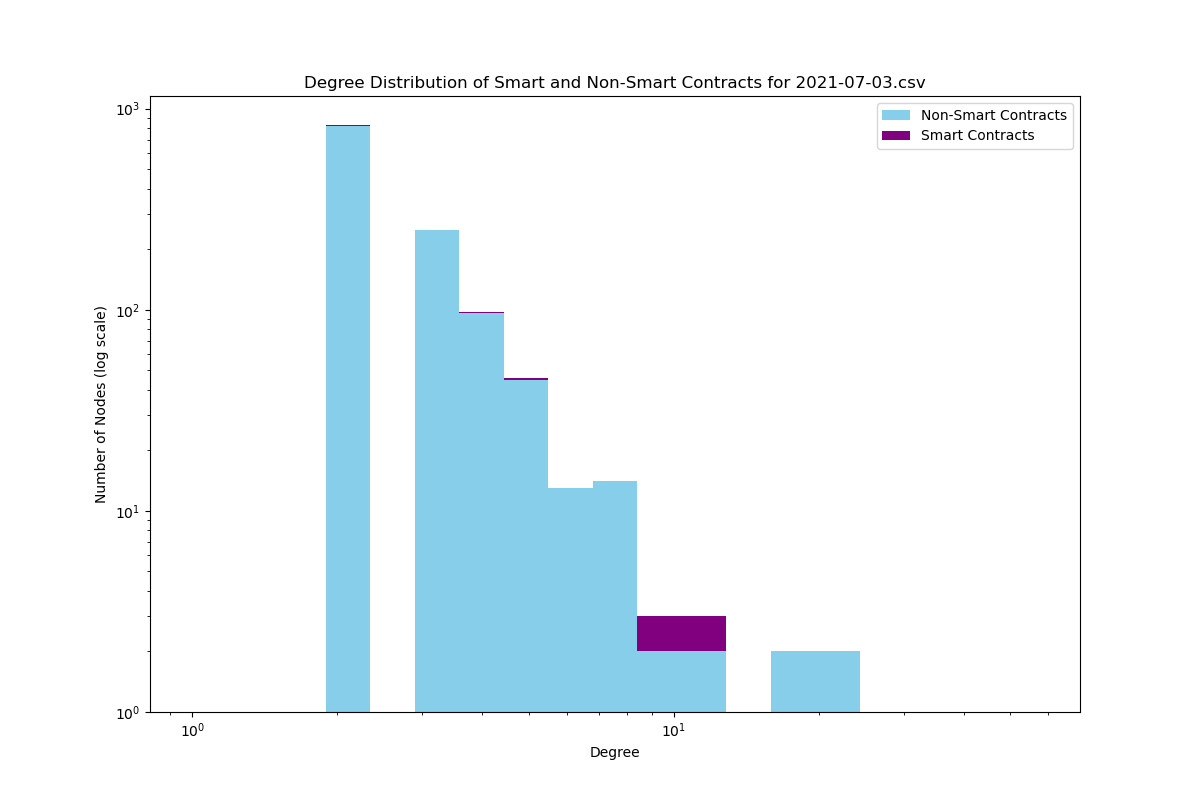 Degree Distribution of Smart and Non-Smart Contracts for 2021-07-03.csv
Non-Smart Contracts
Smart Contracts
10³
10²
10¹
10⁰
Number of Nodes (log scale)
10⁰ 10¹
Degree